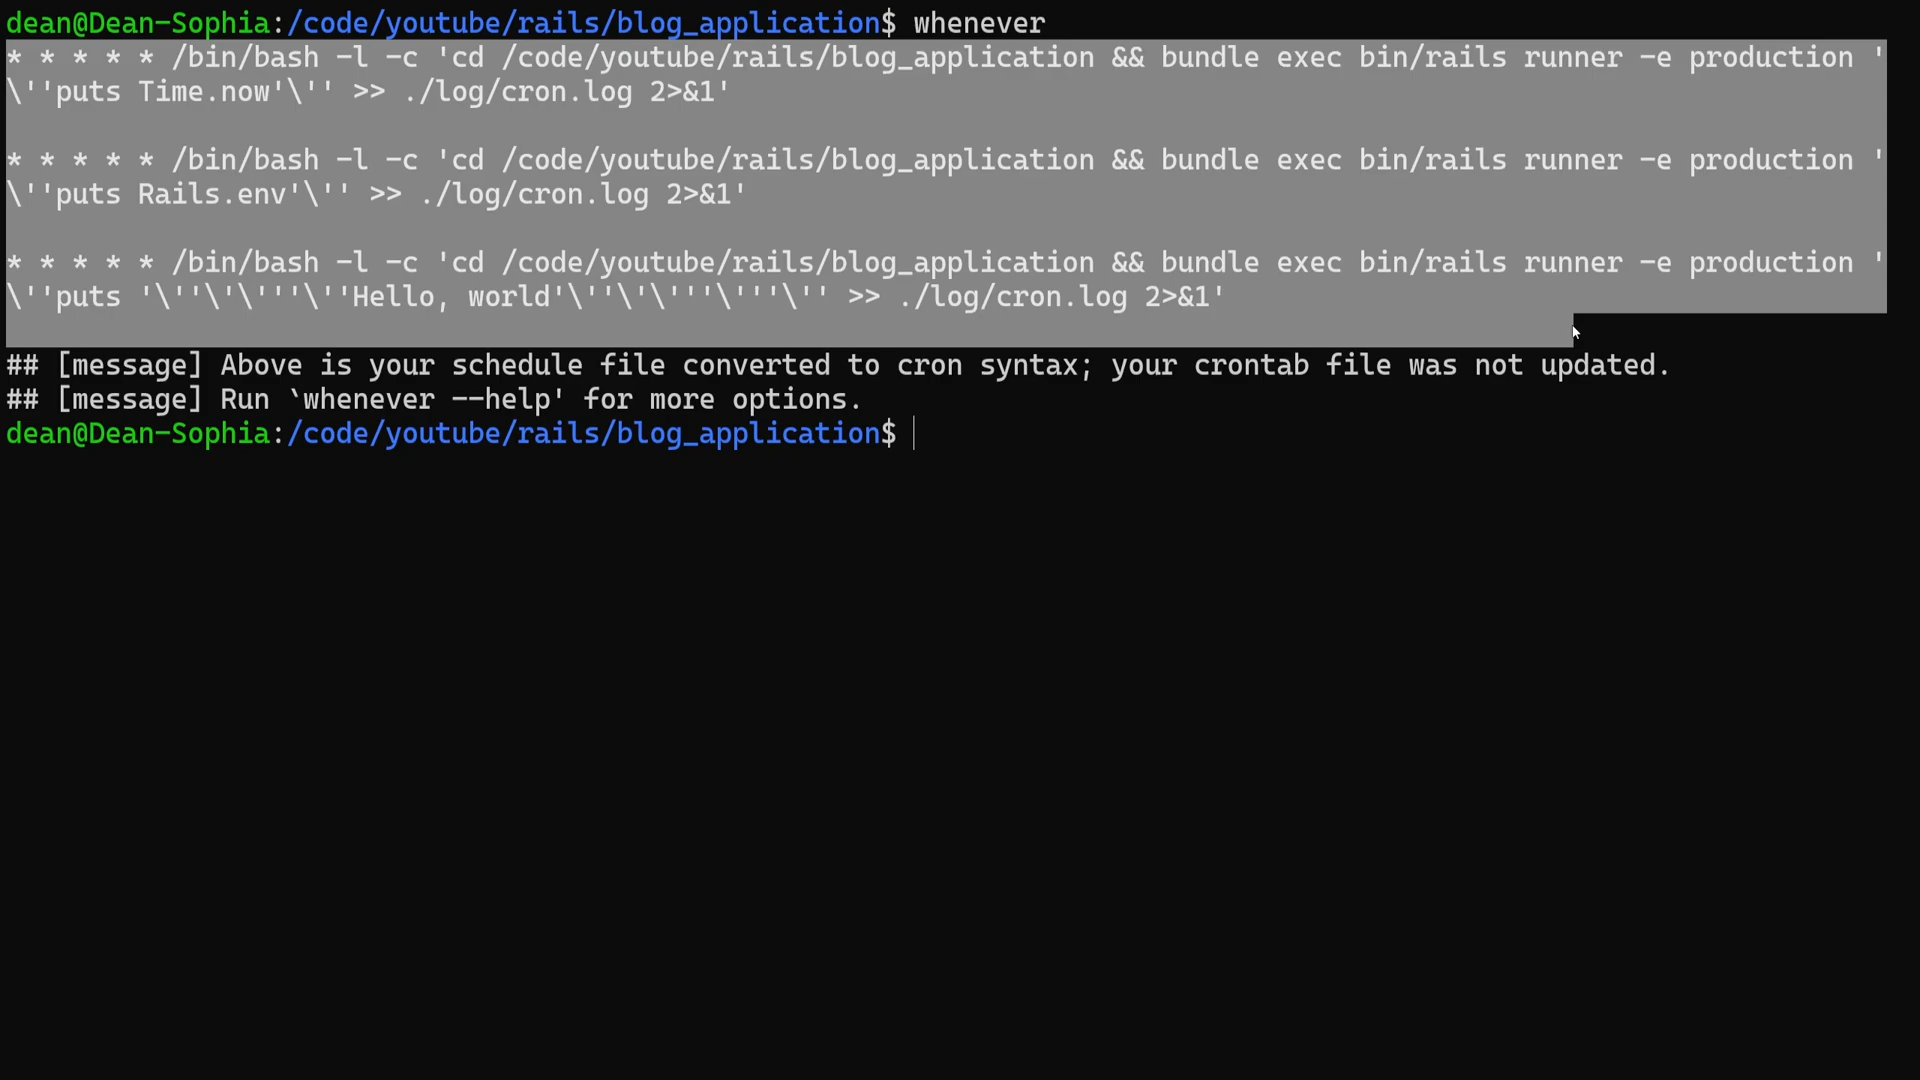 dean@Dean-Sophia:/code/youtube/rails/blog_application$ whenever
* * * * * /bin/bash -l -c 'cd /code/youtube/rails/blog_application && bundle exec bin/rails runner -e production '
\''puts Time.now'\'' >> ./log/cron.log 2>&1'
* * * * * /bin/bash -l -c 'cd /code/youtube/rails/blog_application && bundle exec bin/rails runner -e production '
\''puts Rails.env'\'' >> ./log/cron.log 2>&1'
* * * * * /bin/bash -l -c 'cd /code/youtube/rails/blog_application && bundle exec bin/rails runner -e production '
\''puts '\''\'\'''\''Hello, world'\''\'\'''\'''\'' >> ./log/cron.log 2>&1'
## [message] Above is your schedule file converted to cron syntax; your crontab file was not updated.
## [message] Run `whenever --help' for more options.
dean@Dean-Sophia:/code/youtube/rails/blog_application$